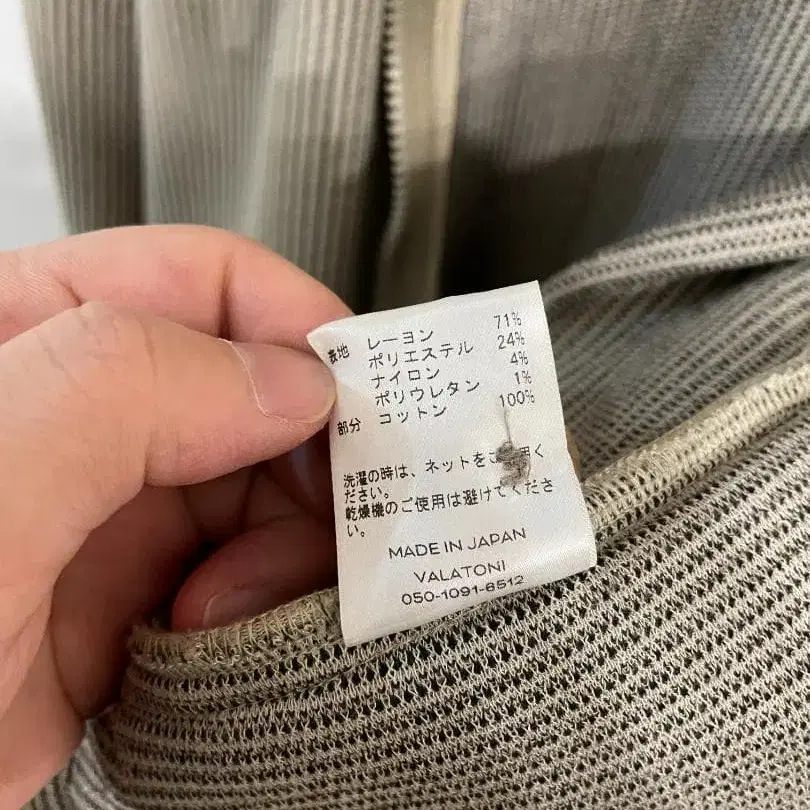 表地 レーヨン 71%
ポリエステル 24%
ナイロン 4%
ポリウレタン 1%
部分 コットン 100%
洗濯の時は、ネットをご用く
ださい。
乾燥機のご使用は避けてくださ
い。
MADE IN JAPAN
VALATONI
050-1091-6512